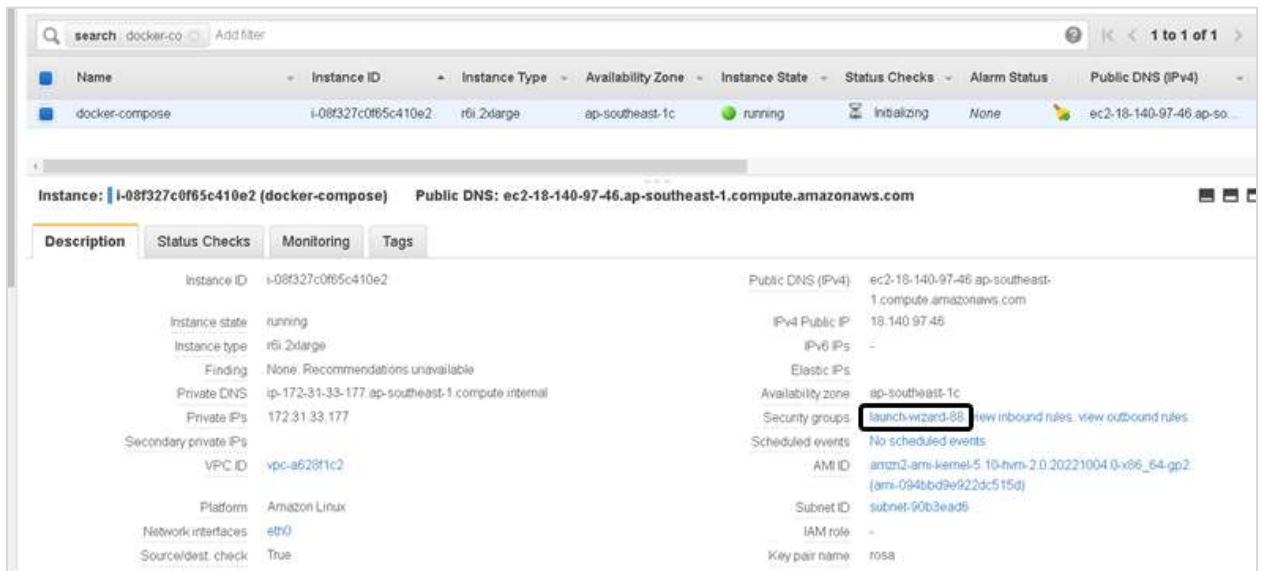 search : docker-co Add filter 1 to 1 of 1
Name Instance ID Instance Type Availability Zone Instance State Status Checks Alarm Status Public DNS (IPv4)
docker-compose i-08f327c0f65c410e2 r6i.2xlarge ap-southeast-1c running Initializing None ec2-18-140-97-46.ap-so...
Instance: i-08f327c0f65c410e2 (docker-compose) Public DNS: ec2-18-140-97-46.ap-southeast-1.compute.amazonaws.com
Description Status Checks Monitoring Tags
Instance ID i-08f327c0f65c410e2 Public DNS (IPv4) ec2-18-140-97-46.ap-southeast-
1.compute.amazonaws.com
Instance state running IPv4 Public IP 18.140.97.46
Instance type r6i.2xlarge IPv6 IPs -
Finding None. Recommendations unavailable Elastic IPs
Private DNS ip-172-31-33-177.ap-southeast-1.compute.internal Availability zone ap-southeast-1c
Private IPs 172.31.33.177 Security groups launch-wizard-88. view inbound rules. view outbound rules
Secondary private IPs Scheduled events No scheduled events
VPC ID vpc-a628f1c2 AMI ID amzn2-ami-kernel-5.10-hvm-2.0.20221004.0-x86_64-gp2
(ami-094bbd9e922dc515d)
Platform Amazon Linux Subnet ID subnet-90b3ead6
Network interfaces eth0 IAM role -
Source/dest. check True Key pair name rosa